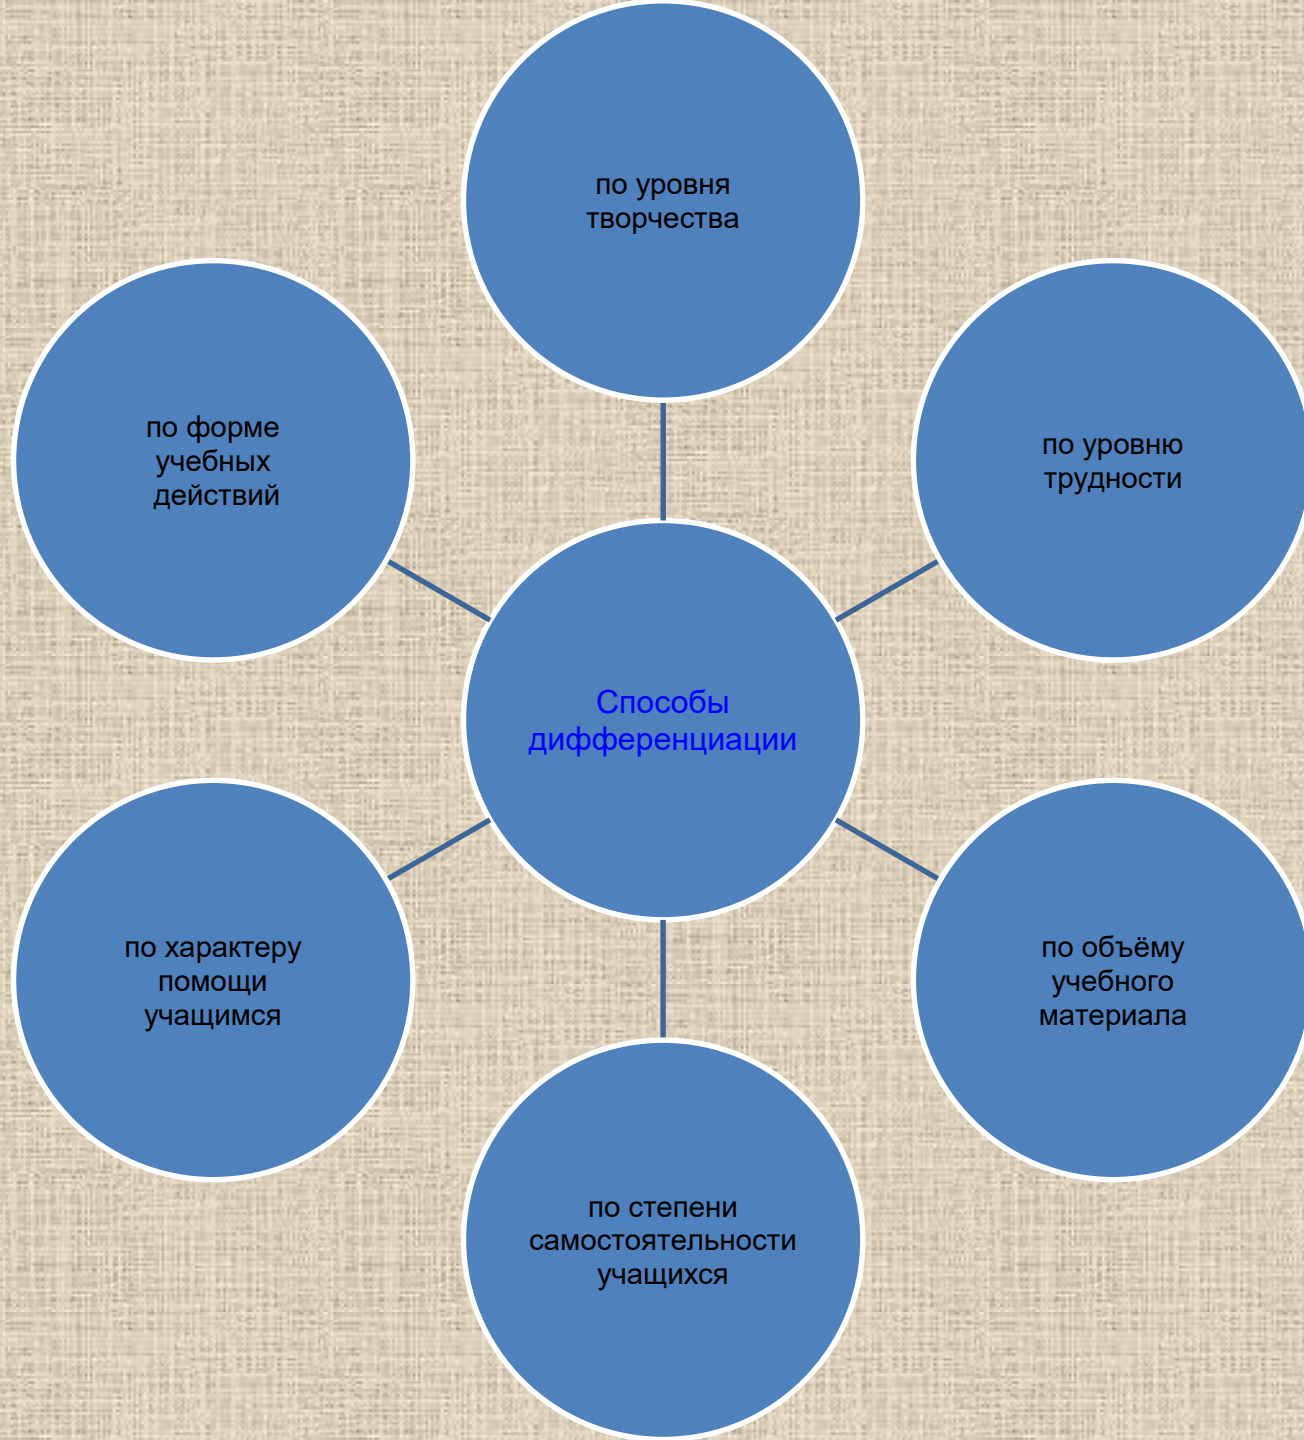 по уровня
творчества
по форме
учебных
действий
по уровню
трудности
Способы
дифференциации
по характеру
помощи
учащимся
по объёму
учебного
материала
по степени
самостоятельности
учащихся